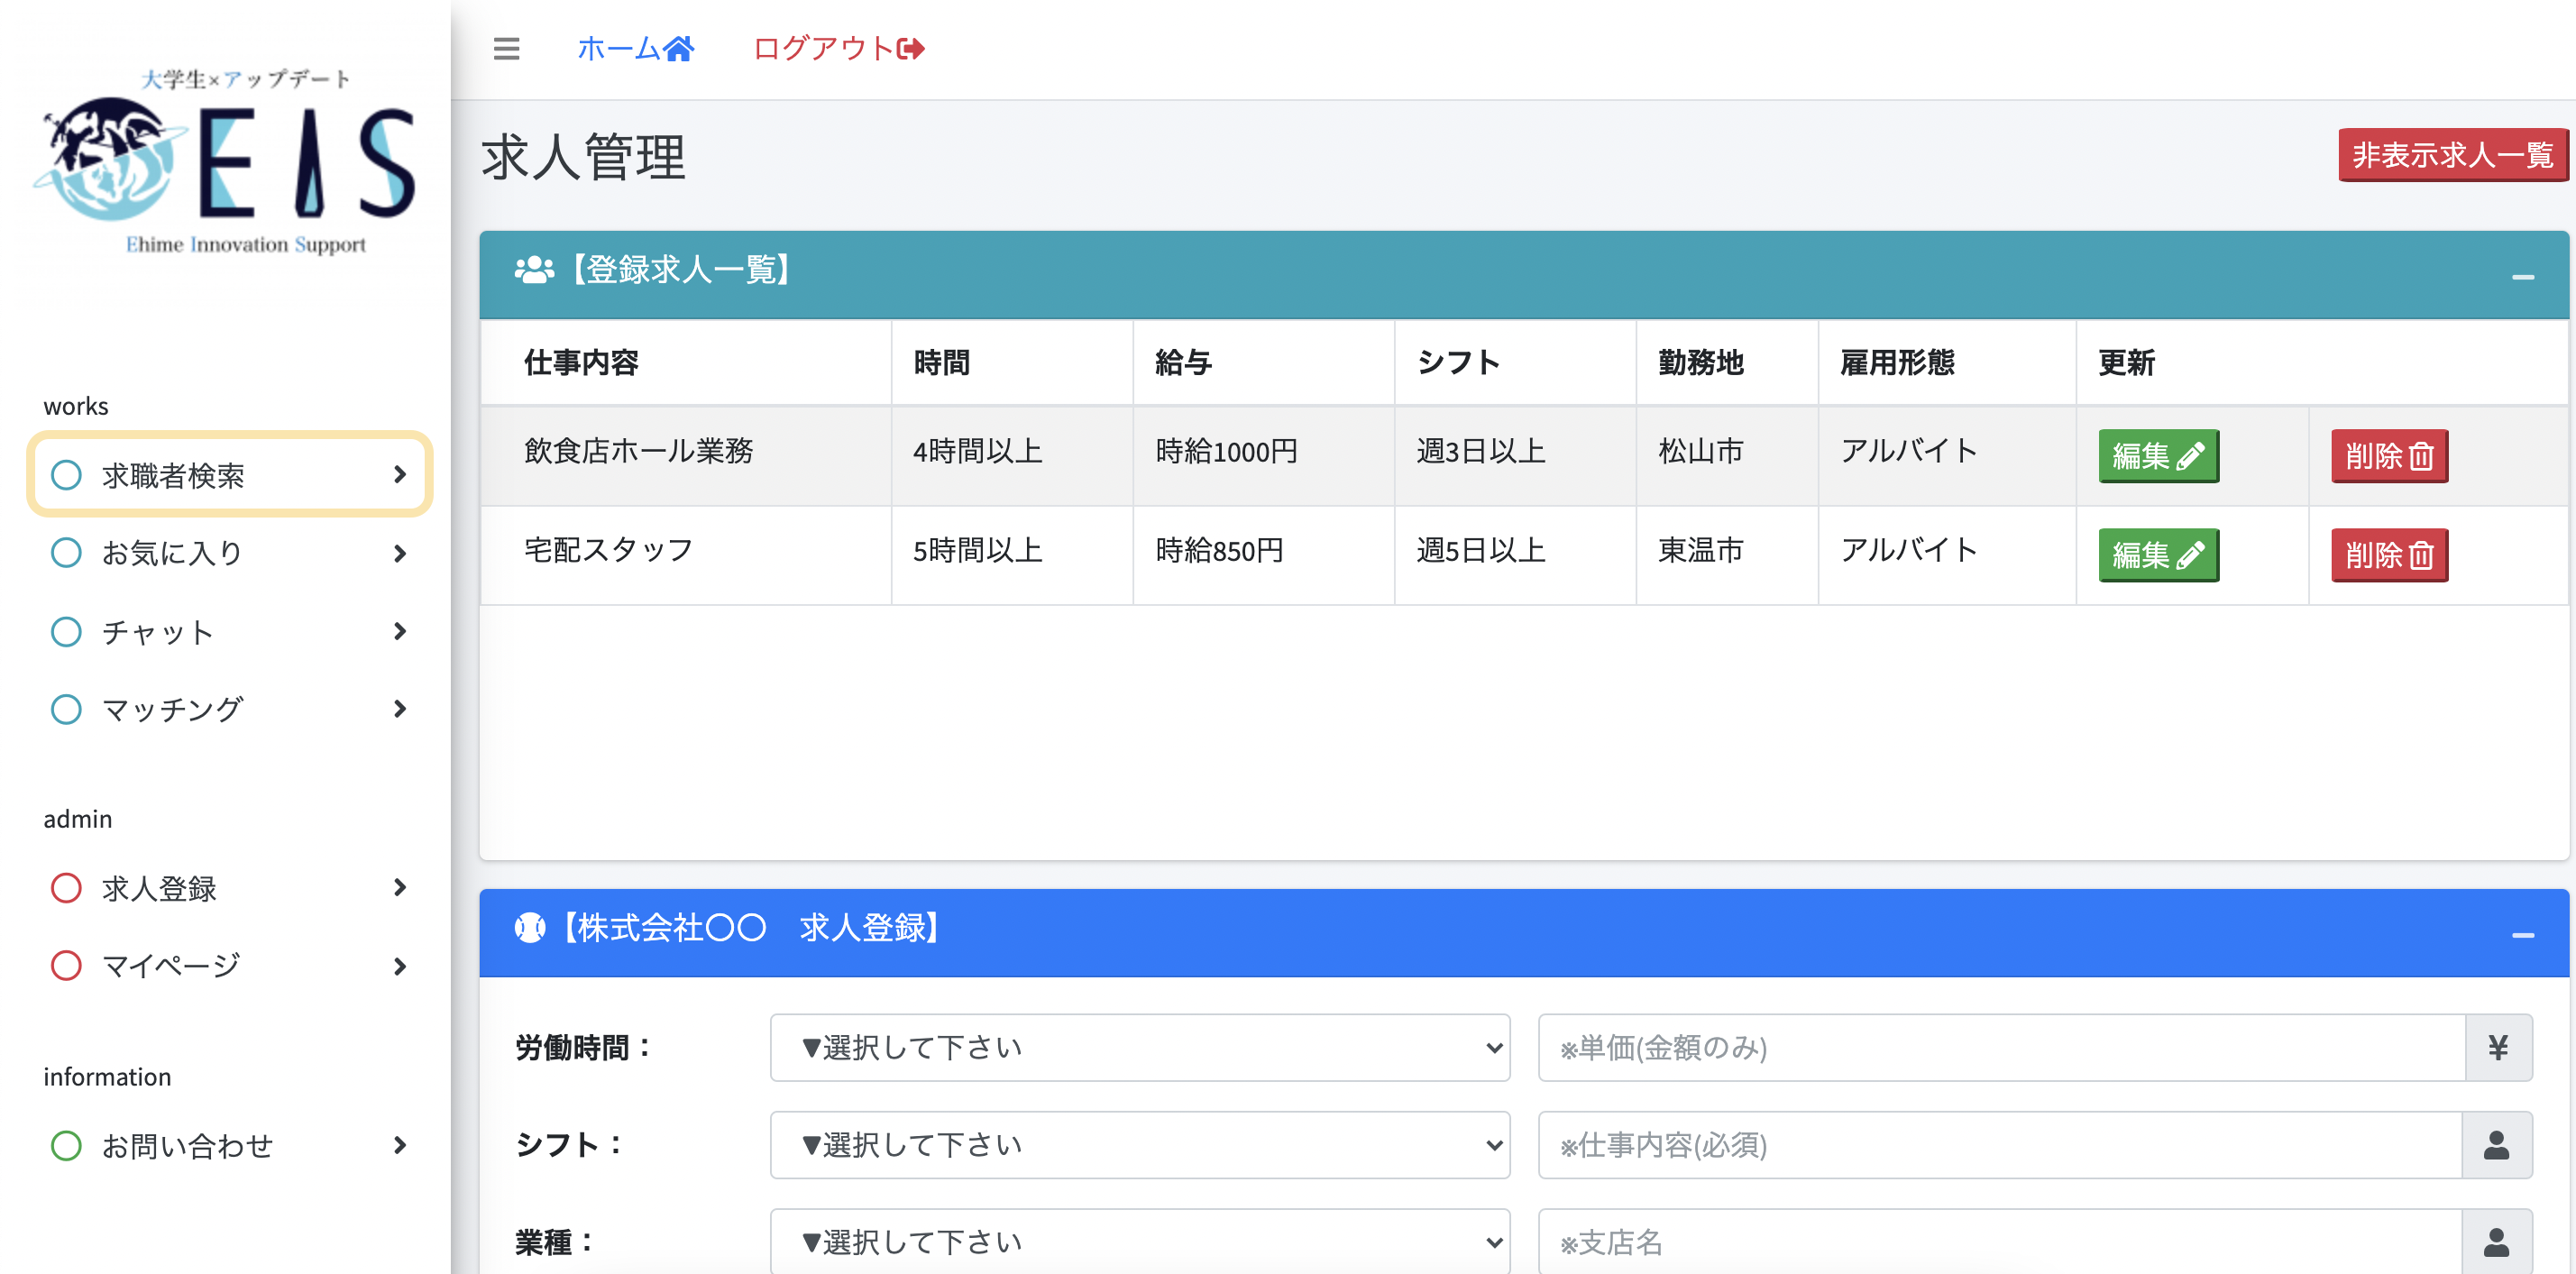 大学生×アップデート
EIS
Ehime Innovation Support
works
求職者検索
お気に入り
チャット
マッチング
admin
求人登録
マイページ
information
お問い合わせ
ホーム ログアウト
求人管理 非表示求人一覧
【登録求人一覧】
仕事内容 時間 給与 シフト 勤務地 雇用形態 更新
飲食店ホール業務 4時間以上 時給1000円 週3日以上 松山市 アルバイト 編集 削除
宅配スタッフ 5時間以上 時給850円 週5日以上 東温市 アルバイト 編集 削除
【株式会社〇〇　求人登録】
労働時間： ▼選択して下さい ※単価(金額のみ) ¥
シフト： ▼選択して下さい ※仕事内容(必須)
業種： ▼選択して下さい ※支店名